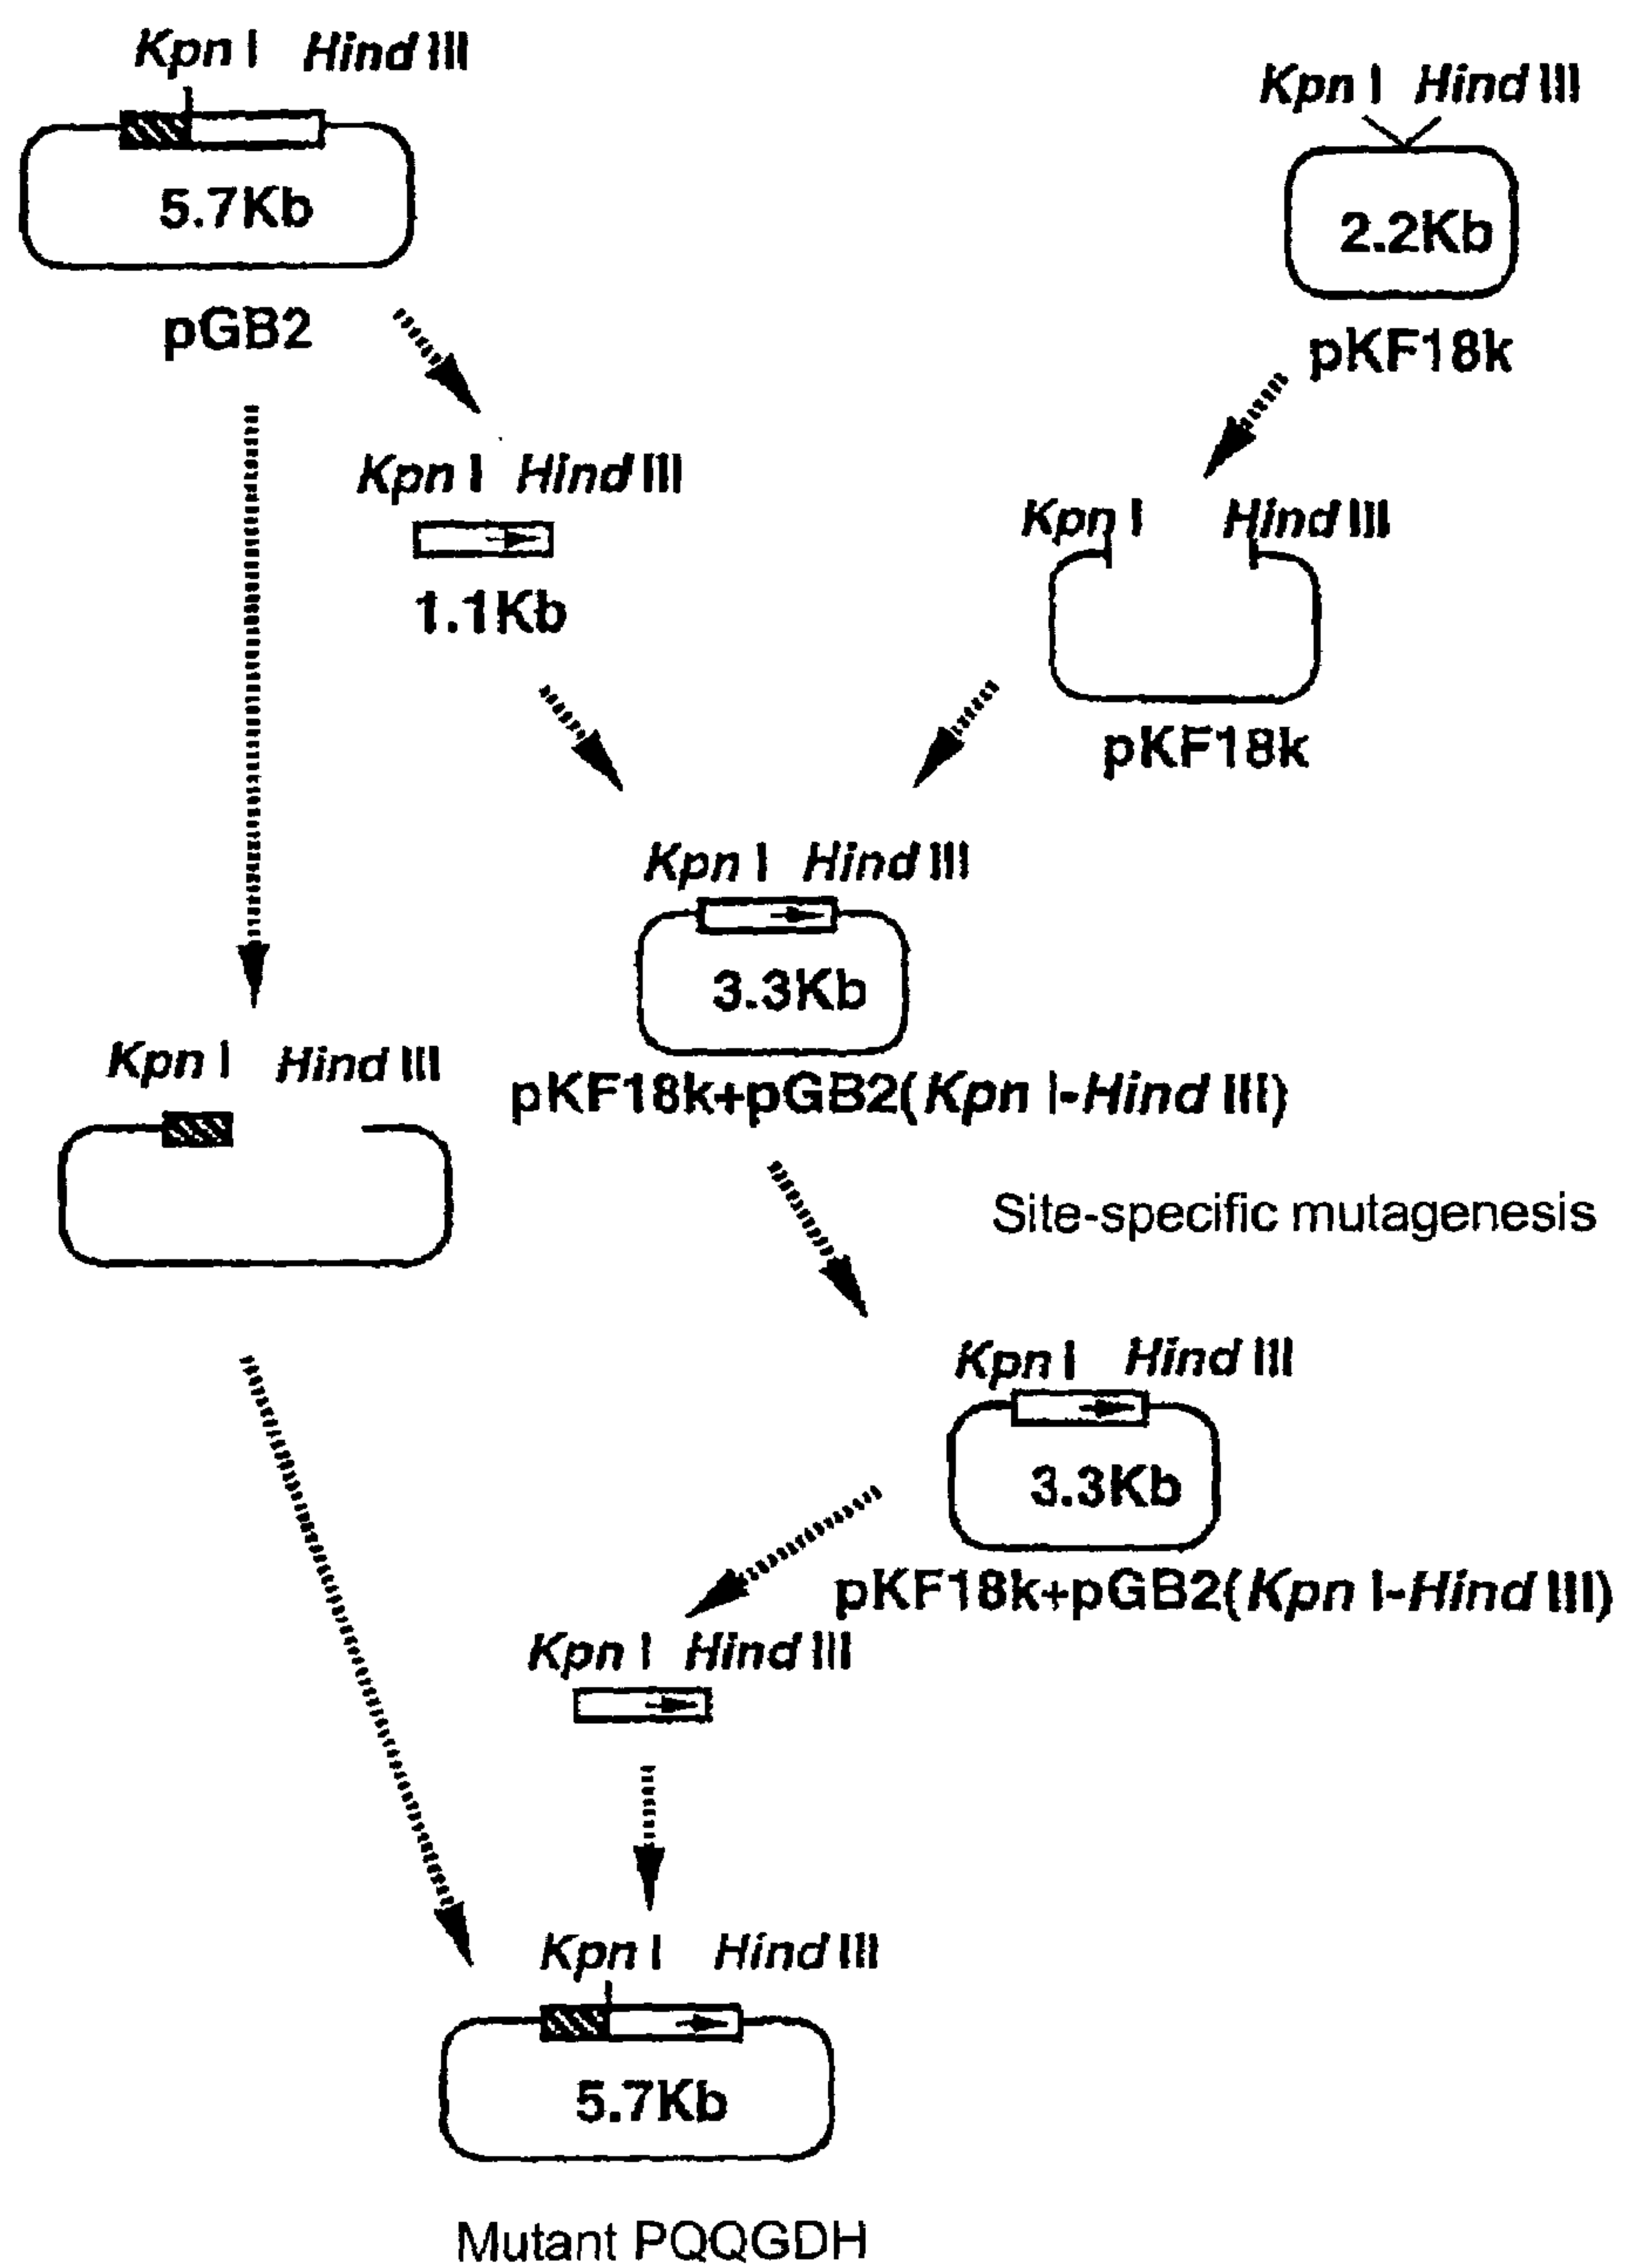 Kpn I Hind III
Kpn I Hind III
5.7Kb
2.2Kb
pGB2
pKF18k
Kpn I Hind III
Kpn I Hind III
1.1Kb
pKF18k
Kpn I Hind III
3.3Kb
Kpn I Hind III
pKF18k+pGB2(Kpn I-Hind III)
Site-specific mutagenesis
Kpn I Hind III
3.3Kb
pKF18k+pGB2(Kpn I-Hind III)
Kpn I Hind III
Kpn I Hind III
5.7Kb
Mutant PQQGDH